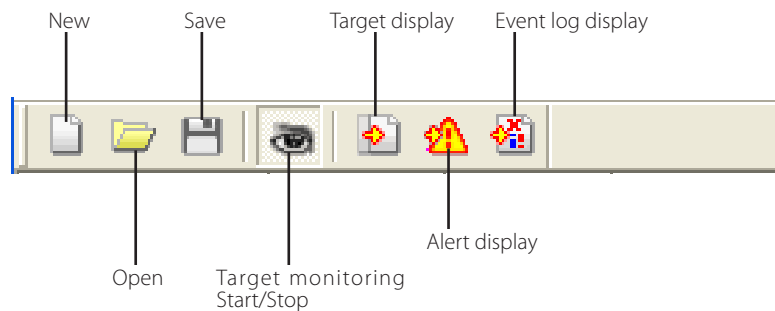 New
Save
Target display
Event log display
Alert display
Open
Target monitoring
Start/Stop